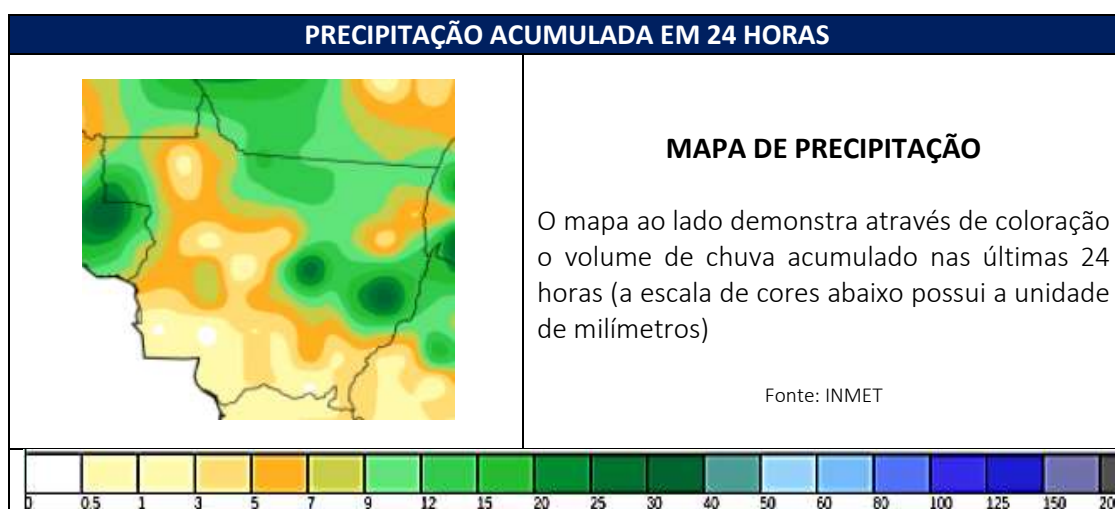 PRECIPITAÇÃO ACUMULADA EM 24 HORAS
MAPA DE PRECIPITAÇÃO
O mapa ao lado demonstra através de coloração
o volume de chuva acumulado nas últimas 24
horas (a escala de cores abaixo possui a unidade
de milímetros)
Fonte: INMET
0 0.5 1 3 5 7 9 12 15 20 25 30 40 50 60 80 100 125 150